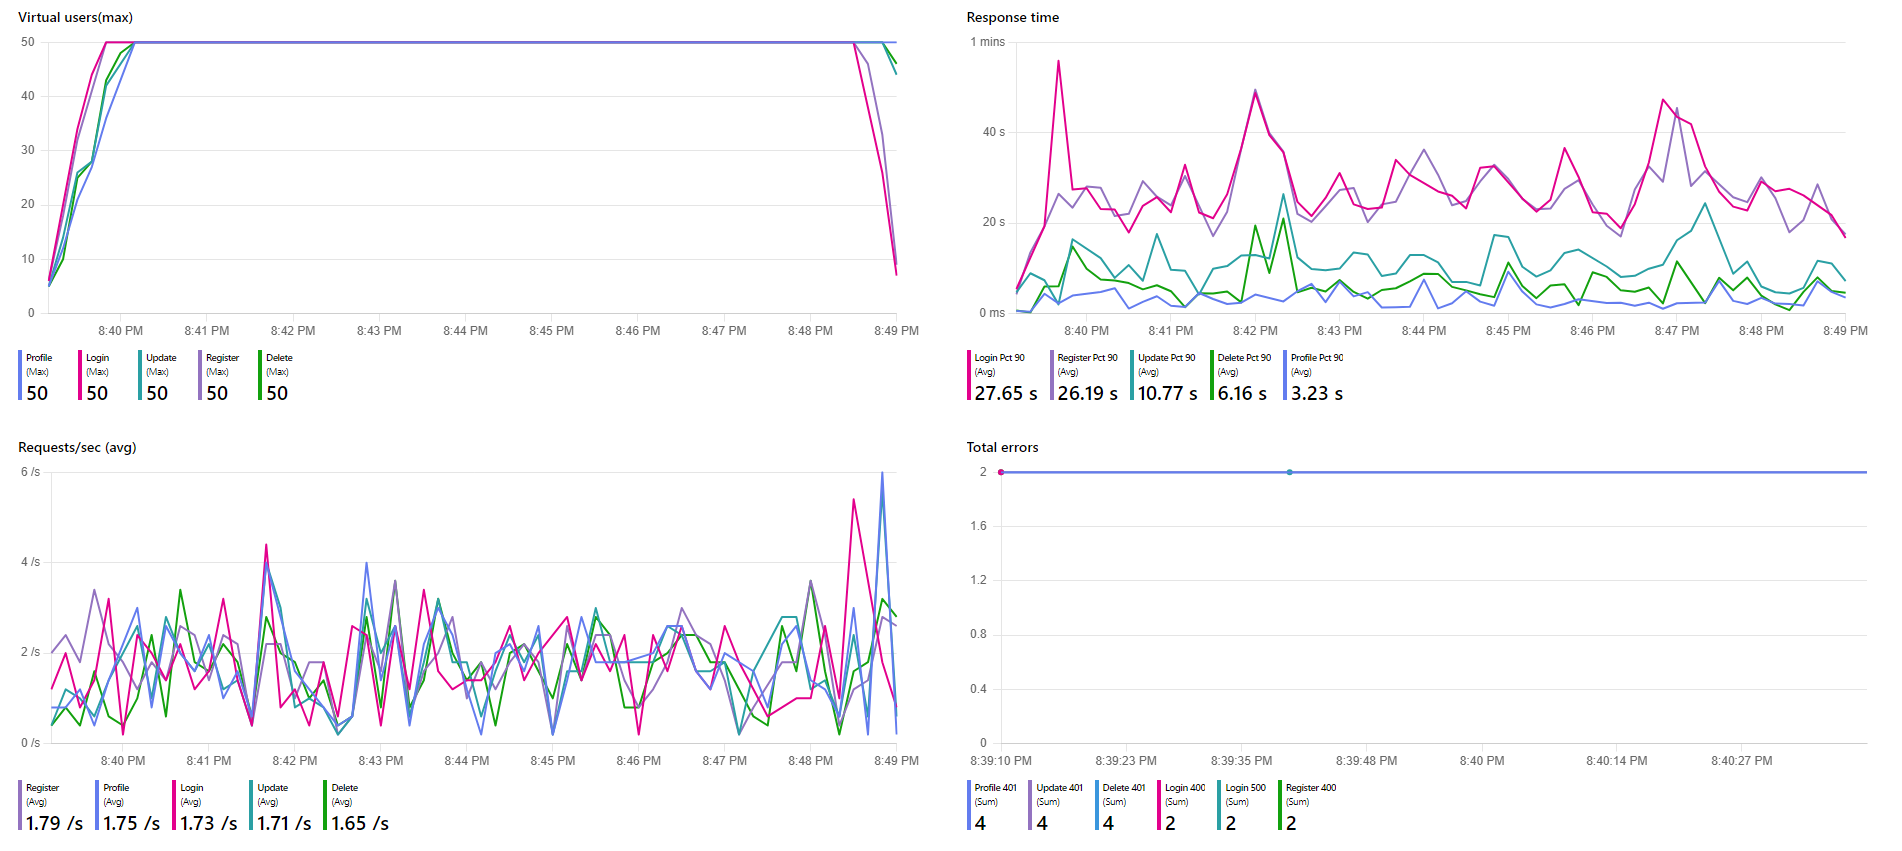 Virtual users(max)
50
40
30
20
10
0
8:40 PM 8:41 PM 8:42 PM 8:43 PM 8:44 PM 8:45 PM 8:46 PM 8:47 PM 8:48 PM 8:49 PM
Profile Login Update Register Delete
(Max) (Max) (Max) (Max) (Max)
50 50 50 50 50
Response time
1 mins
40 s
20 s
0 ms
8:40 PM 8:41 PM 8:42 PM 8:43 PM 8:44 PM 8:45 PM 8:46 PM 8:47 PM 8:48 PM 8:49 PM
Login Pct 90 Register Pct 90 Update Pct 90 Delete Pct 90 Profile Pct 90
(Avg) (Avg) (Avg) (Avg) (Avg)
27.65 s 26.19 s 10.77 s 6.16 s 3.23 s
Requests/sec (avg)
6 /s
4 /s
2 /s
0 /s
8:40 PM 8:41 PM 8:42 PM 8:43 PM 8:44 PM 8:45 PM 8:46 PM 8:47 PM 8:48 PM 8:49 PM
Register Profile Login Update Delete
(Avg) (Avg) (Avg) (Avg) (Avg)
1.79 /s 1.75 /s 1.73 /s 1.71 /s 1.65 /s
Total errors
2
1.6
1.2
0.8
0.4
0
8:39:10 PM 8:39:23 PM 8:39:35 PM 8:39:48 PM 8:40 PM 8:40:14 PM 8:40:27 PM
Profile 401 Update 401 Delete 401 Login 400 Login 500 Register 400
(Sum) (Sum) (Sum) (Sum) (Sum) (Sum)
4 4 4 2 2 2